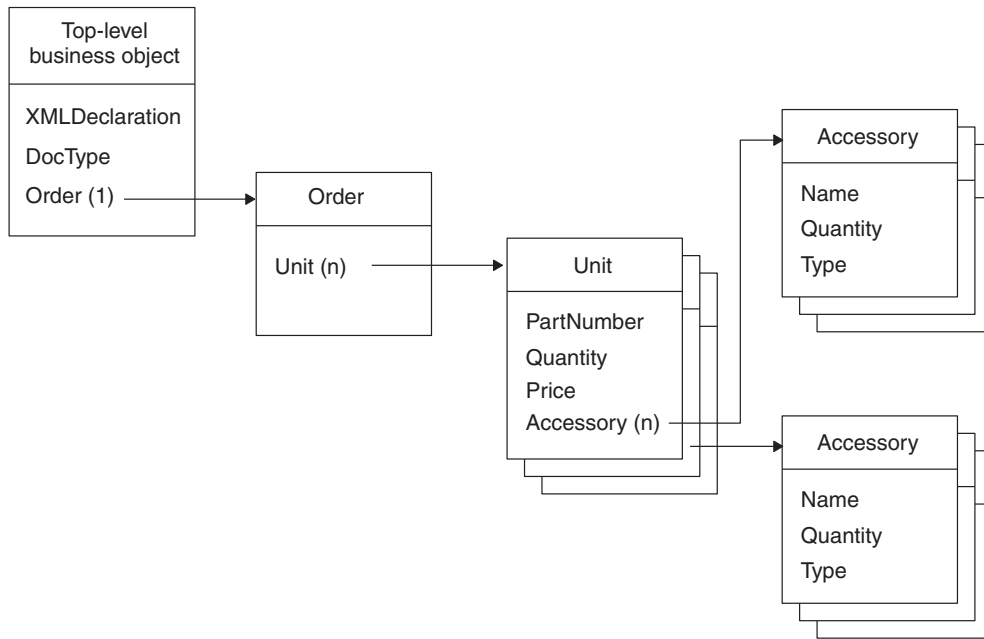 Top-level
business object
XMLDeclaration
DocType
Order (1)
Order
Unit (n)
Unit
PartNumber
Quantity
Price
Accessory (n)
Accessory
Name
Quantity
Type
Accessory
Name
Quantity
Type